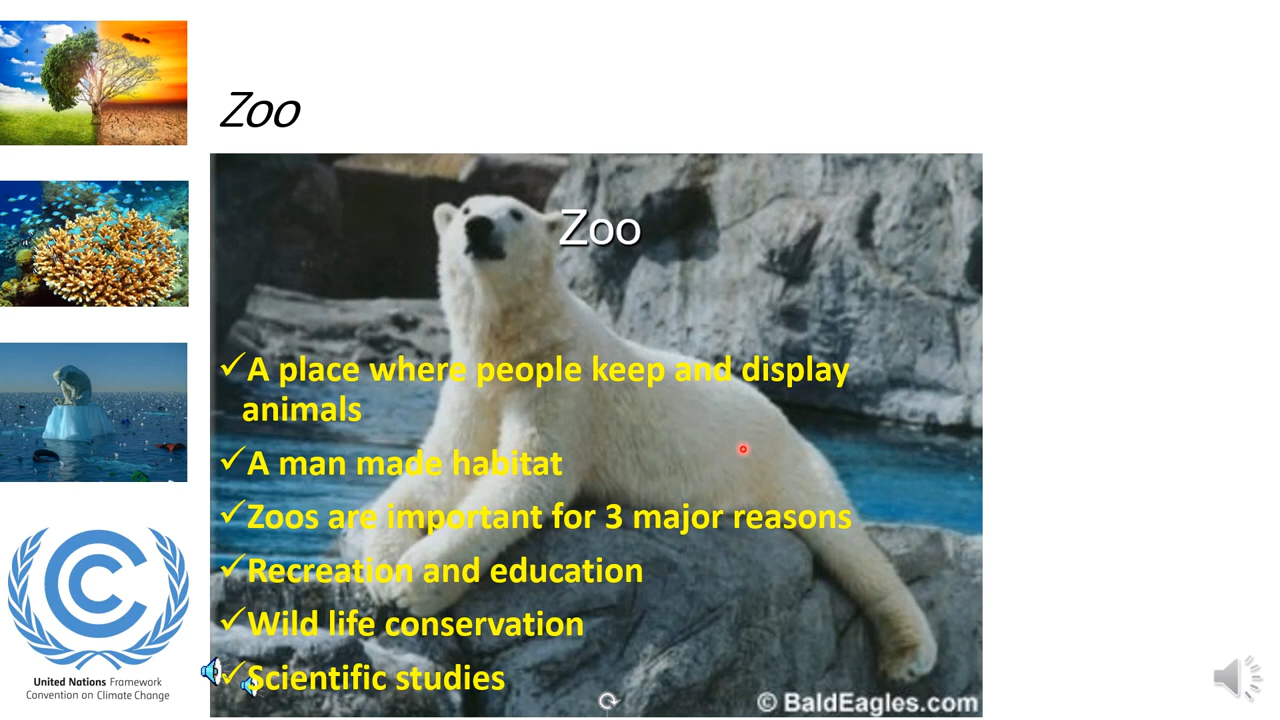 Zoo
Zoo
✓A place where people keep and display
animals
✓A man made habitat
✓Zoos are important for 3 major reasons
✓Recreation and education
✓Wild life conservation
✓Scientific studies
© BaldEagles.com
United Nations Framework
Convention on Climate Change